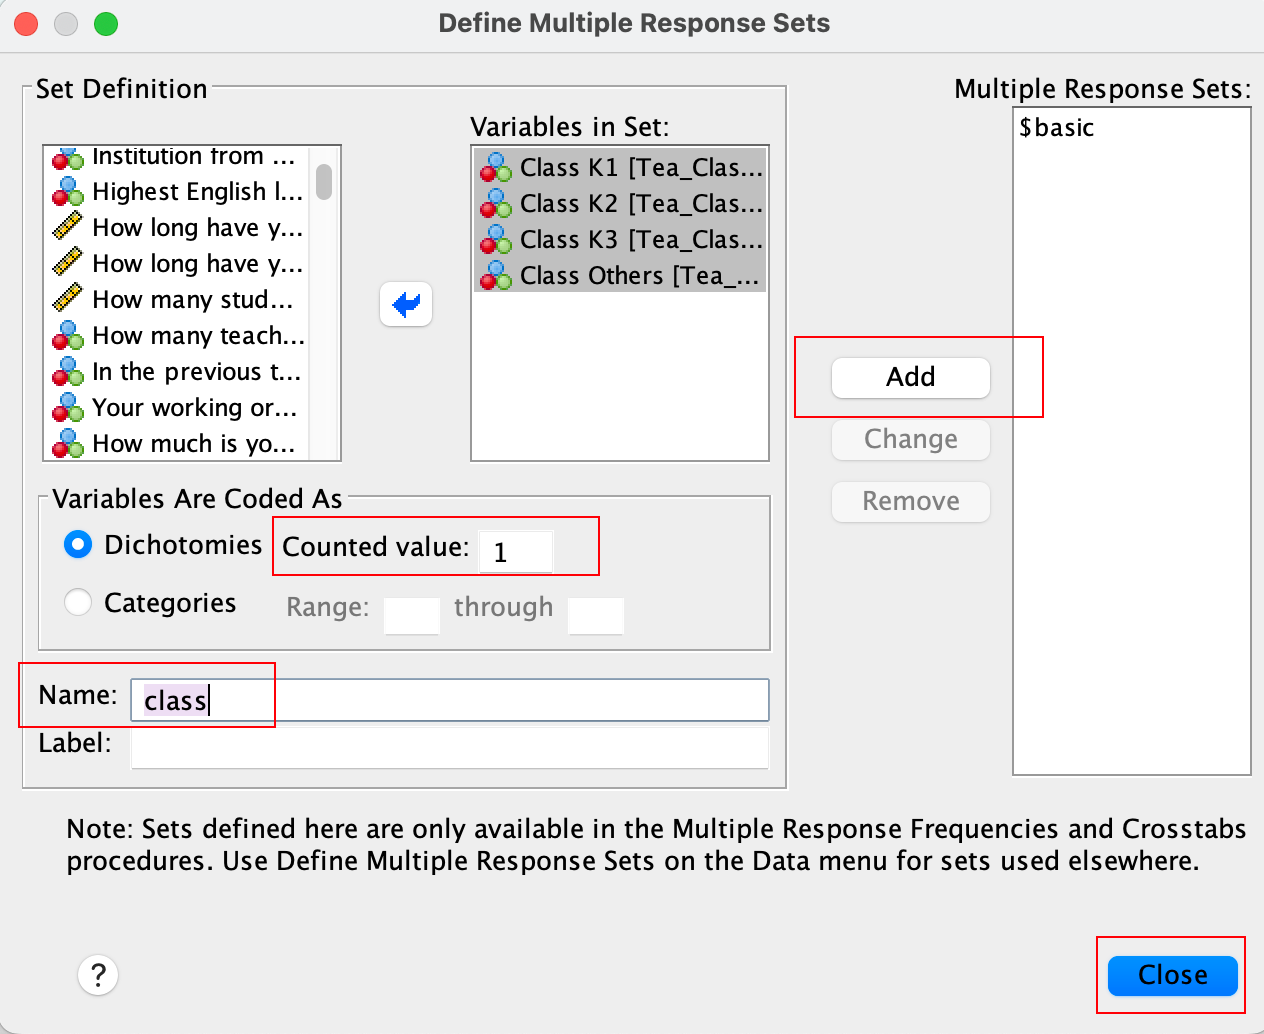 Define Multiple Response Sets
Set Definition
Institution from ...
Highest English l...
How long have y...
How long have y...
How many stud...
How many teach...
In the previous t...
Your working or...
How much is yo...
Variables in Set:
Class K1 [Tea_Clas...
Class K2 [Tea_Clas...
Class K3 [Tea_Clas...
Class Others [Tea_...
Variables Are Coded As
Dichotomies Counted value: 1
Categories Range: through
Name: class
Label:
Add
Change
Remove
Multiple Response Sets:
$basic
Note: Sets defined here are only available in the Multiple Response Frequencies and Crosstabs
procedures. Use Define Multiple Response Sets on the Data menu for sets used elsewhere.
?
Close